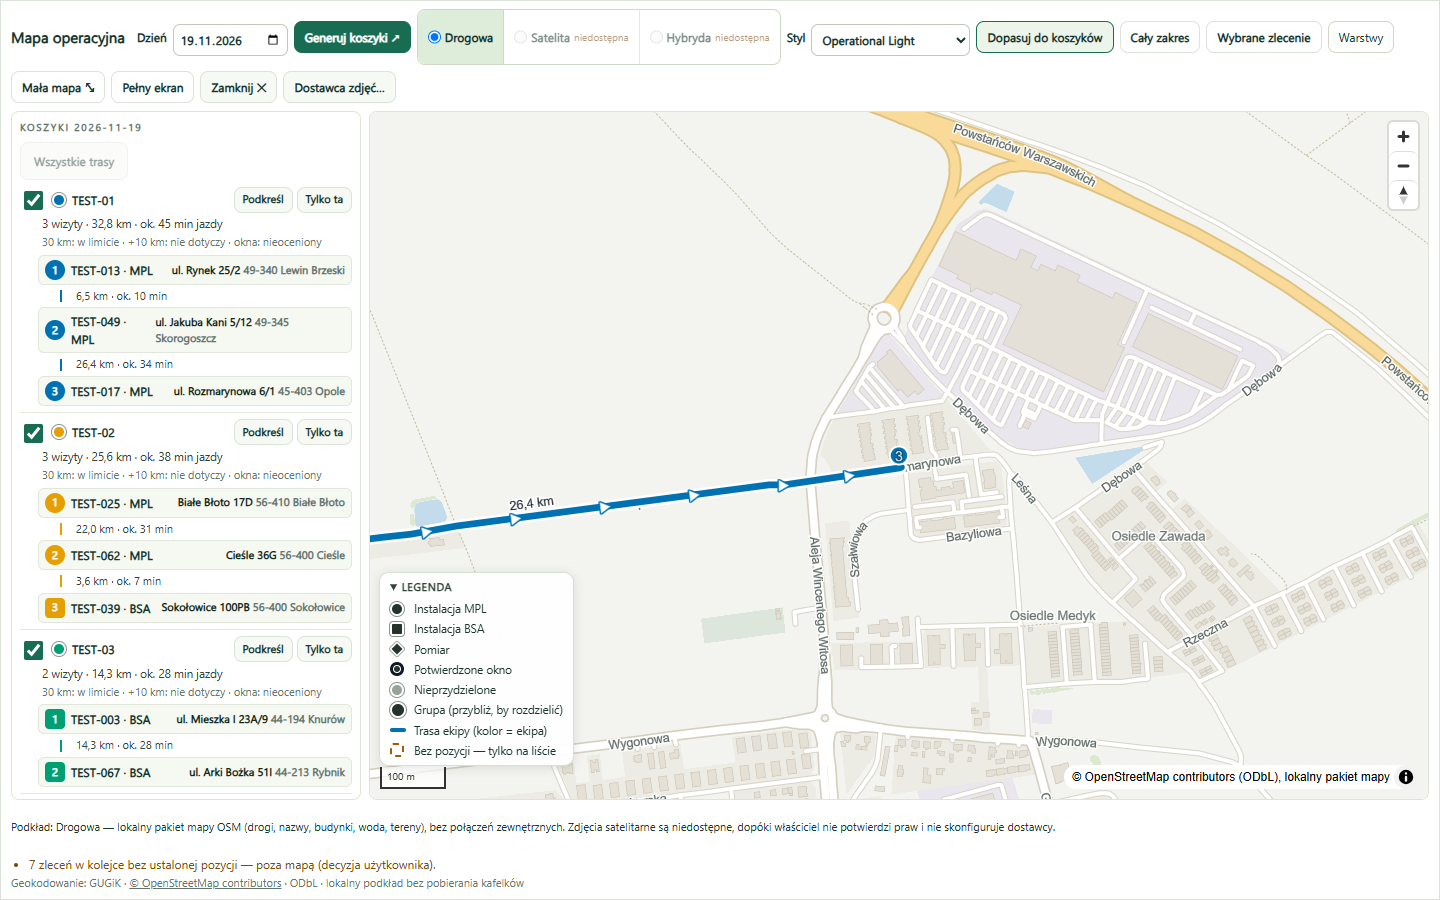 Mapa operacyjna
Dzień 19.11.2026
Generuj koszyki ↗
Drogowa
Satelita niedostępna
Hybryda niedostępna
Styl Operational Light
Dopasuj do koszyków
Cały zakres
Wybrane zlecenie
Warstwy
Mała mapa ⤡
Pełny ekran
Zamknij ✕
Dostawca zdjęć...
KOSZYKI 2026-11-19
Wszystkie trasy
TEST-01
Podkreśl
Tylko ta
3 wizyty · 32,8 km · ok. 45 min jazdy
30 km: w limicie · +10 km: nie dotyczy · okna: nieoceniony
1 TEST-013 · MPL ul. Rynek 25/2 49-340 Lewin Brzeski
6,5 km · ok. 10 min
2 TEST-049 · MPL ul. Jakuba Kani 5/12 49-345 Skorogoszcz
26,4 km · ok. 34 min
3 TEST-017 · MPL ul. Rozmarynowa 6/1 45-403 Opole
TEST-02
Podkreśl
Tylko ta
3 wizyty · 25,6 km · ok. 38 min jazdy
30 km: w limicie · +10 km: nie dotyczy · okna: nieoceniony
1 TEST-025 · MPL Białe Błoto 17D 56-410 Białe Błoto
22,0 km · ok. 31 min
2 TEST-062 · MPL Cieśle 36G 56-400 Cieśle
3,6 km · ok. 7 min
3 TEST-039 · BSA Sokołowice 100PB 56-400 Sokołowice
TEST-03
Podkreśl
Tylko ta
2 wizyty · 14,3 km · ok. 28 min jazdy
30 km: w limicie · +10 km: nie dotyczy · okna: nieoceniony
1 TEST-003 · BSA ul. Mieszka I 23A/9 44-194 Knurów
14,3 km · ok. 28 min
2 TEST-067 · BSA ul. Arki Bożka 51I 44-213 Rybnik
Powstańców Warszawskich
Powstańco
Dębowa
Dębowa
Dębowa
3
marynowa
26,4 km
Leśna
Bazyliowa
Szałwiowa
Aleja Wincentego Witosa
Osiedle Zawada
Osiedle Medyk
Rzeczna
Wygonowa
Wygonowa
▼ LEGENDA
Instalacja MPL
Instalacja BSA
Pomiar
Potwierdzone okno
Nieprzydzielone
Grupa (przybliż, by rozdzielić)
Trasa ekipy (kolor = ekipa)
Bez pozycji — tylko na liście
100 m
© OpenStreetMap contributors (ODbL), lokalny pakiet mapy
Podkład: Drogowa — lokalny pakiet mapy OSM (drogi, nazwy, budynki, woda, tereny), bez połączeń zewnętrznych. Zdjęcia satelitarne są niedostępne, dopóki właściciel nie potwierdzi praw i nie skonfiguruje dostawcy.
• 7 zleceń w kolejce bez ustalonej pozycji — poza mapą (decyzja użytkownika).
Geokodowanie: GUGiK · © OpenStreetMap contributors · ODbL · lokalny podkład bez pobierania kafelków